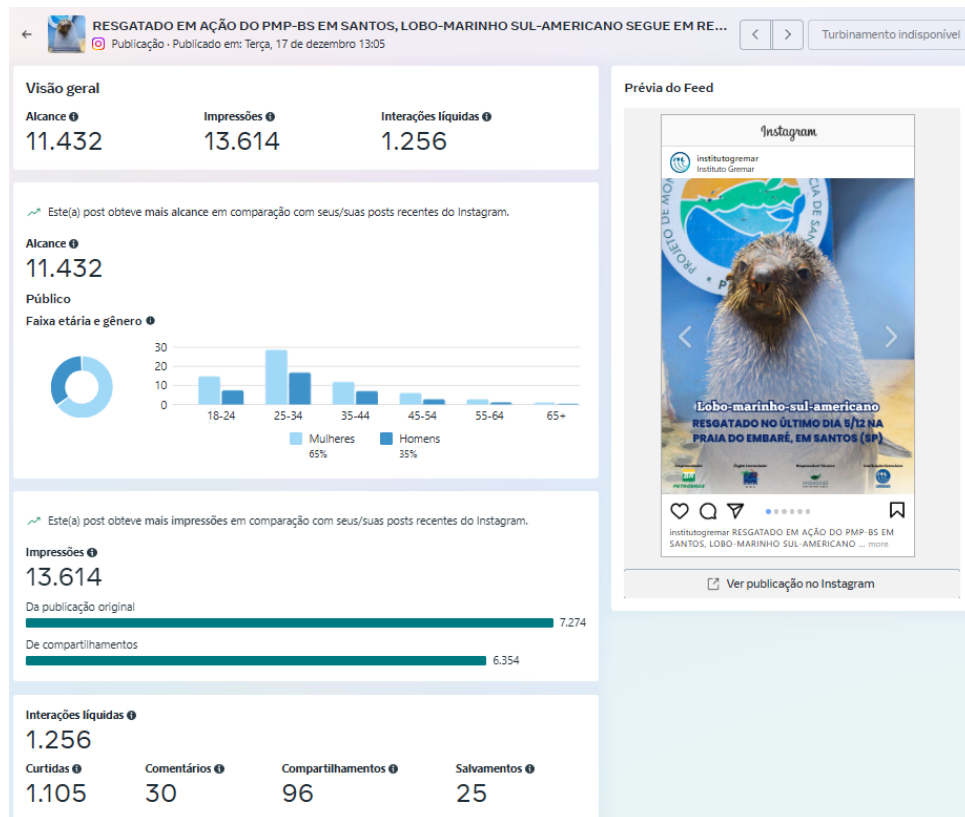 RESGATADO EM AÇÃO DO PMP-BS EM SANTOS, LOBO-MARINHO SUL-AMERICANO SEGUE EM RE...
Publicação · Publicado em: Terça, 17 de dezembro 13:05
Turbinamento indisponível
Visão geral
Alcance
Impressões
Interações líquidas
11.432
13.614
1.256
Este(a) post obteve mais alcance em comparação com seus/suas posts recentes do Instagram.
Alcance
11.432
Público
Faixa etária e gênero
30
20
10
0
18-24
25-34
35-44
45-54
55-64
65+
Mulheres
65%
Homens
35%
Este(a) post obteve mais impressões em comparação com seus/suas posts recentes do Instagram.
Impressões
13.614
Da publicação original
7.274
De compartilhamentos
6.354
Interações líquidas
1.256
Curtidas
Comentários
Compartilhamentos
Salvamentos
1.105
30
96
25
Prévia do Feed
Instagram
institutogremar
Instituto Gremar
PROJETO DE MO
CIA DE SAN
Lobo-marinho-sul-americano
RESGATADO NO ÚLTIMO DIA 5/12 NA
PRAIA DO EMBARÉ, EM SANTOS (SP)
PETROBRAS
institutogremar RESGATADO EM AÇÃO DO PMP-BS EM
SANTOS, LOBO-MARINHO SUL-AMERICANO ... more
Ver publicação no Instagram